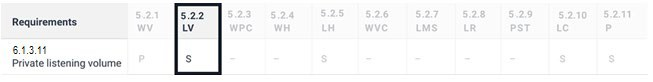 Requirements 5.2.1 5.2.2 5.2.3 5.2.4 5.2.5 5.2.6 5.2.7 5.2.8 5.2.9 5.2.10 5.2.11
WV LV WPC WH LH WVC LMS LR PST LC P
6.1.3.11
Private listening volume P S – – S – – – – S S